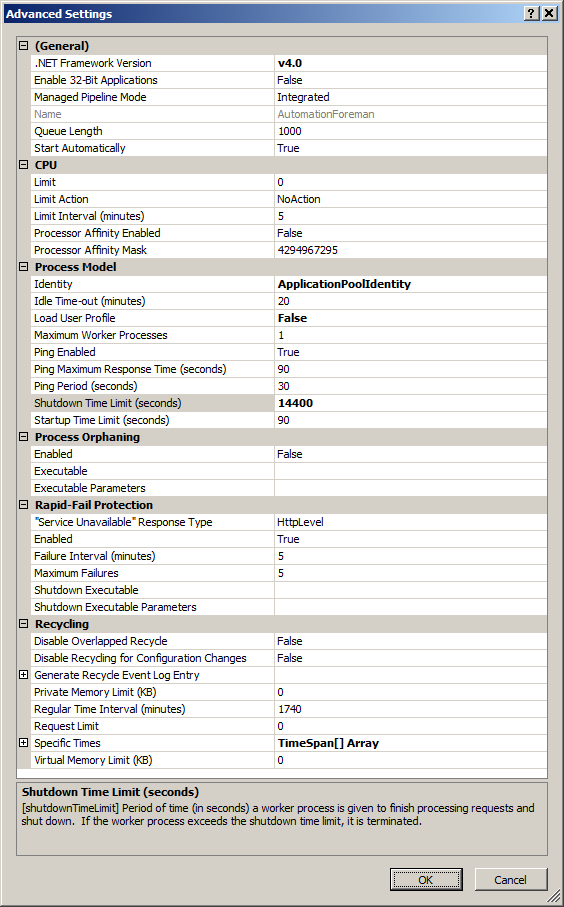 Advanced Settings
(General)
.NET Framework Version v4.0
Enable 32-Bit Applications False
Managed Pipeline Mode Integrated
Name AutomationForeman
Queue Length 1000
Start Automatically True
CPU
Limit 0
Limit Action NoAction
Limit Interval (minutes) 5
Processor Affinity Enabled False
Processor Affinity Mask 4294967295
Process Model
Identity ApplicationPoolIdentity
Idle Time-out (minutes) 20
Load User Profile False
Maximum Worker Processes 1
Ping Enabled True
Ping Maximum Response Time (seconds) 90
Ping Period (seconds) 30
Shutdown Time Limit (seconds) 14400
Startup Time Limit (seconds) 90
Process Orphaning
Enabled False
Executable
Executable Parameters
Rapid-Fail Protection
"Service Unavailable" Response Type HttpLevel
Enabled True
Failure Interval (minutes) 5
Maximum Failures 5
Shutdown Executable
Shutdown Executable Parameters
Recycling
Disable Overlapped Recycle False
Disable Recycling for Configuration Changes False
Generate Recycle Event Log Entry
Private Memory Limit (KB) 0
Regular Time Interval (minutes) 1740
Request Limit 0
Specific Times TimeSpan[] Array
Virtual Memory Limit (KB) 0
Shutdown Time Limit (seconds)
[shutdownTimeLimit] Period of time (in seconds) a worker process is given to finish processing requests and
shut down.  If the worker process exceeds the shutdown time limit, it is terminated.
OK Cancel